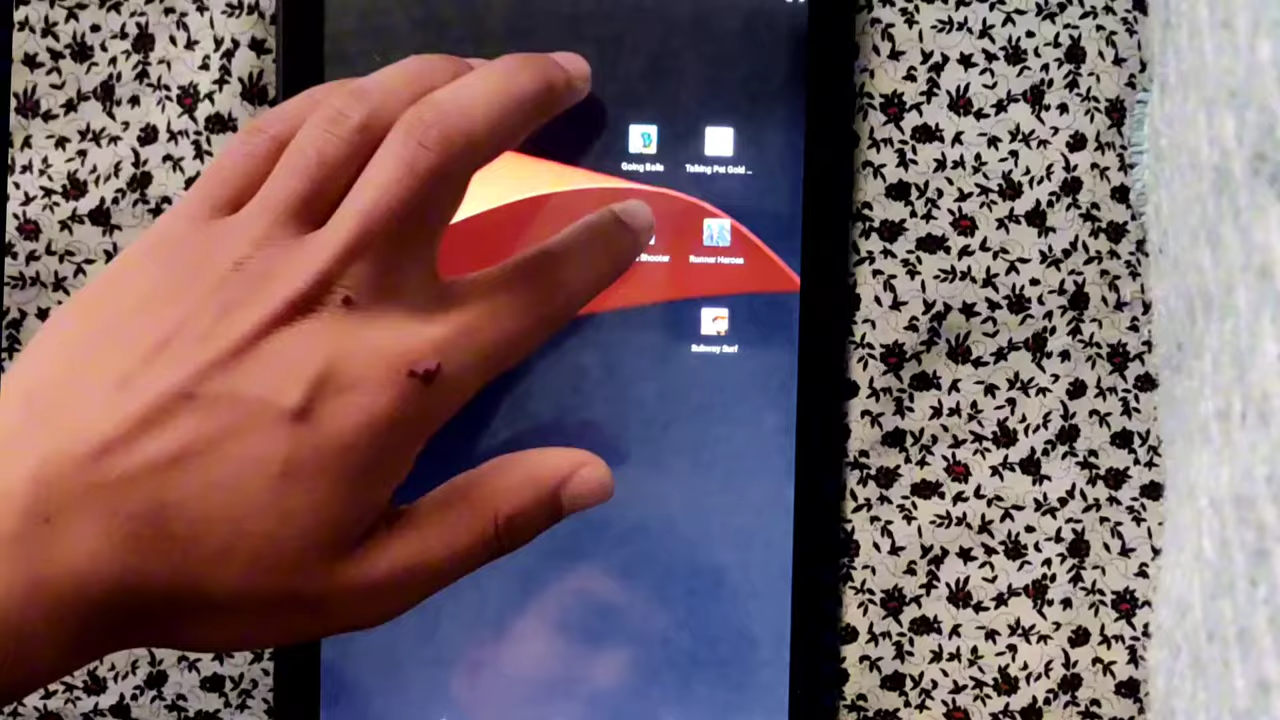 Going Balls
Talking Pet Gold ...
Shooter
Runner Heroes
Subway Surf